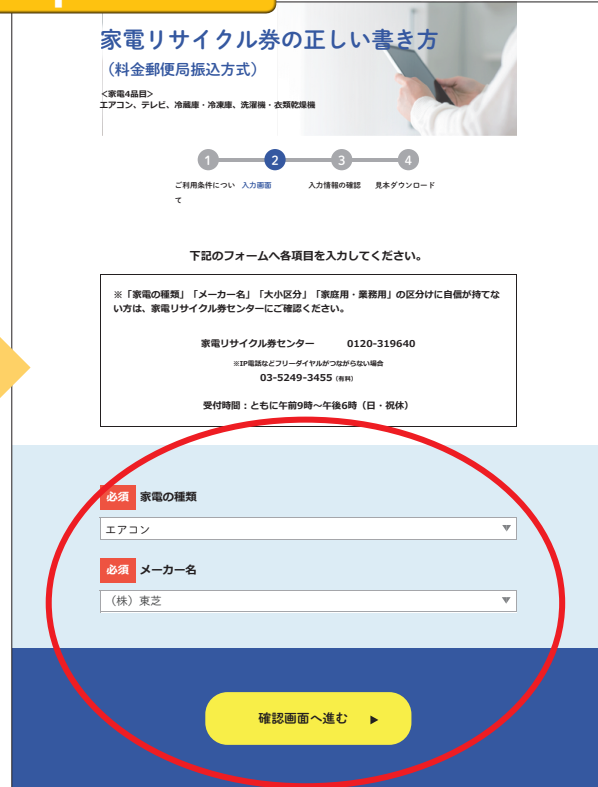 家電リサイクル券の正しい書き方
（料金郵便局振込方式）
<家電4品目>
エアコン、テレビ、冷蔵庫・冷凍庫、洗濯機・衣類乾燥機
1 2 3 4
ご利用条件につい 入力画面 入力情報の確認 見本ダウンロード
て
下記のフォームへ各項目を入力してください。
※「家電の種類」「メーカー名」「大小区分」「家庭用・業務用」の区分けに自信が持てな
い方は、家電リサイクル券センターにご確認ください。
家電リサイクル券センター 0120-319640
※IP電話などフリーダイヤルがつながらない場合
03-5249-3455（有料）
受付時間：ともに午前9時～午後6時（日・祝休）
必須 家電の種類
エアコン ▼
必須 メーカー名
（株）東芝 ▼
確認画面へ進む ▶